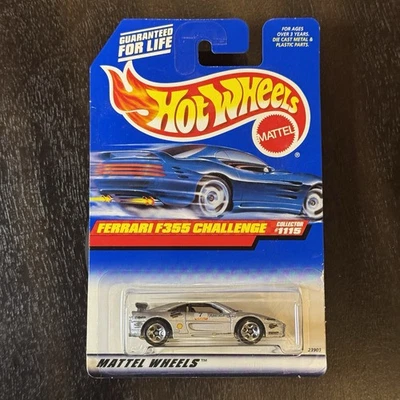 GUARANTEED
FOR LIFE
FOR AGES
OVER 3 YEARS.
DIE CAST METAL &
PLASTIC PARTS.
HOT WHEELS
MATTEL
®
FERRARI F355 CHALLENGE
COLLECTOR
#1115
MATTEL WHEELS™